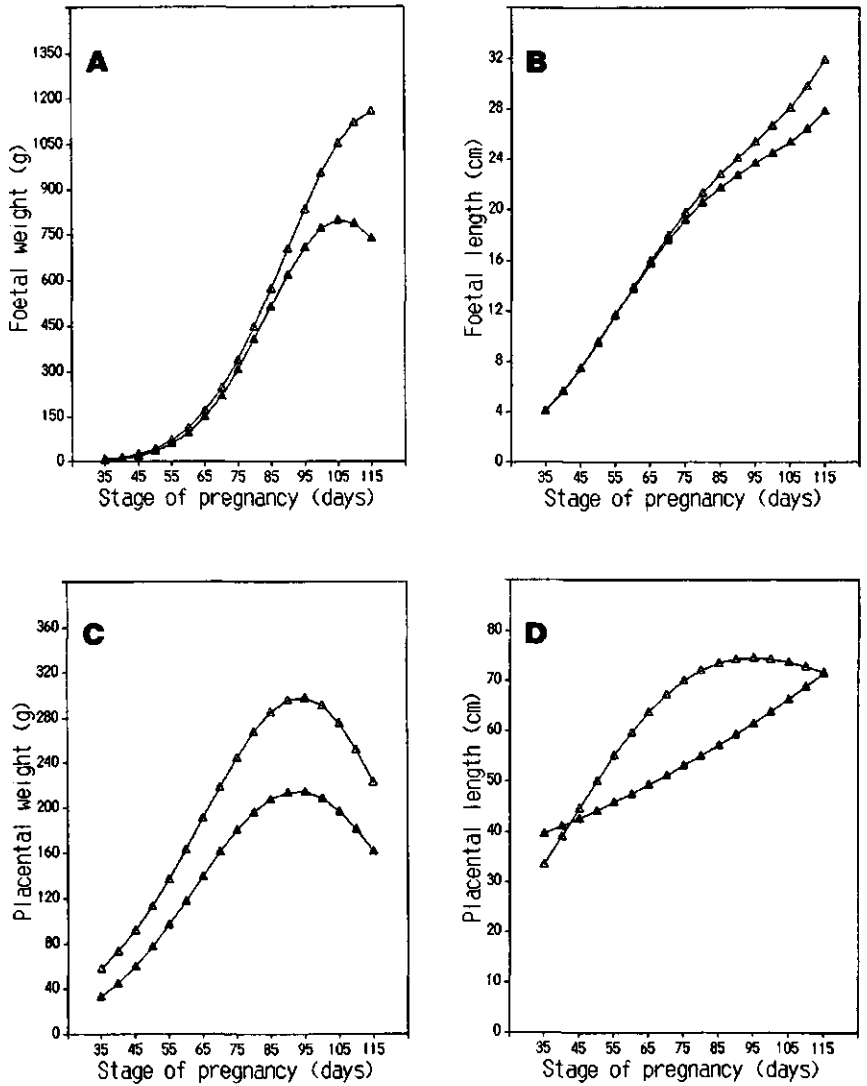 A
Foetal weight (g)
1350
1200
1050
900
750
600
450
300
150
0
35 45 55 65 75 85 95 105 115
Stage of pregnancy (days)
B
Foetal length (cm)
32
28
24
20
16
12
8
4
0
35 45 55 65 75 85 95 105 115
Stage of pregnancy (days)
C
Placental weight (g)
360
320
280
240
200
160
120
80
40
0
35 45 55 65 75 85 95 105 115
Stage of pregnancy (days)
D
Placental length (cm)
80
70
60
50
40
30
20
10
0
35 45 55 65 75 85 95 105 115
Stage of pregnancy (days)